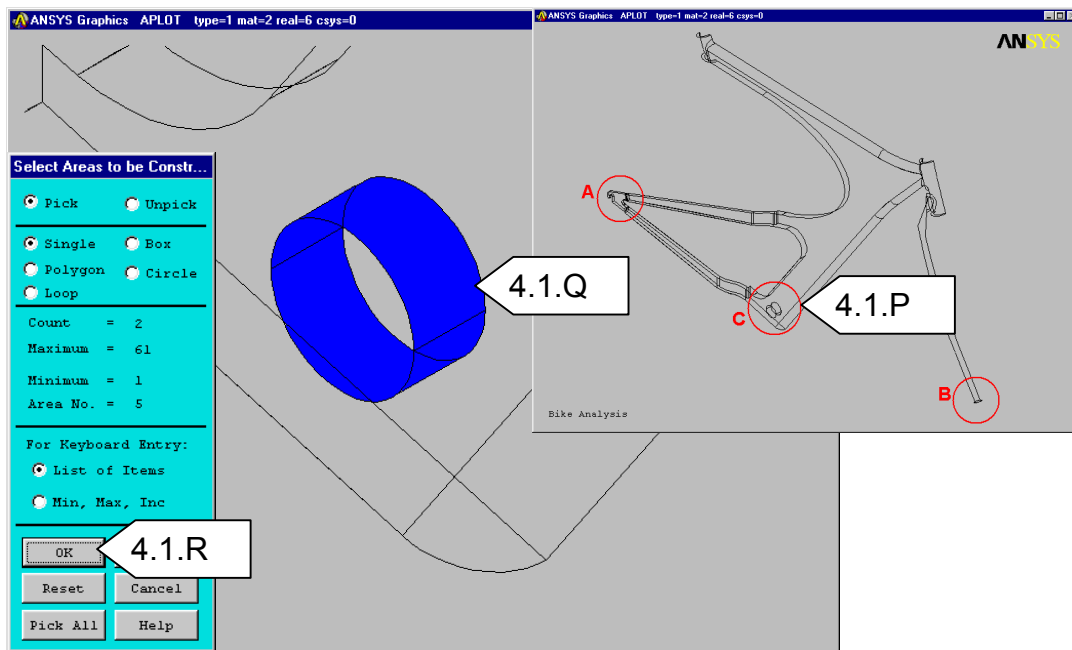 ANSYS Graphics APLOT type=1 mat=2 real=6 csys=0
Select Areas to be Constr...
Pick Unpick
Single Box
Polygon Circle
Loop
Count = 2
Maximum = 61
Minimum = 1
Area No. = 5
For Keyboard Entry:
List of Items
Min, Max, Inc
OK
Reset Cancel
Pick All Help
4.1.R
4.1.Q
ANSYS Graphics APLOT type=1 mat=2 real=6 csys=0
ANSYS
A
4.1.P
C
B
Bike Analysis